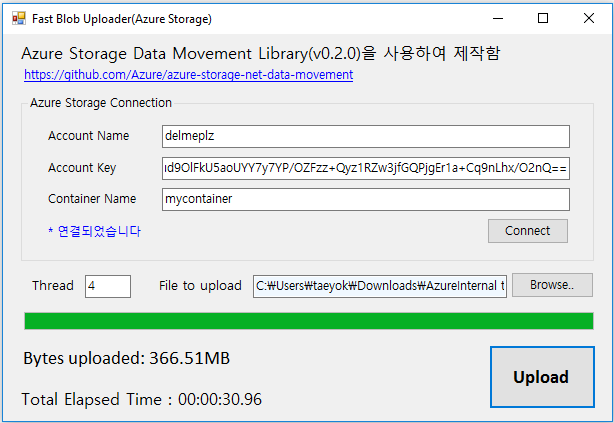 Fast Blob Uploader(Azure Storage)
Azure Storage Data Movement Library(v0.2.0)을 사용하여 제작함
https://github.com/Azure/azure-storage-net-data-movement
Azure Storage Connection
Account Name delmeplz
Account Key ıd9OlFkU5aoUYY7y7YP/OZFzz+Qyz1RZw3jfGQPjgEr1a+Cq9nLhx/O2nQ==
Container Name mycontainer
* 연결되었습니다 Connect
Thread 4 File to upload C:₩Users₩taeyok₩Downloads₩AzureInternal t Browse..
Bytes uploaded: 366.51MB
Upload
Total Elapsed Time : 00:00:30.96